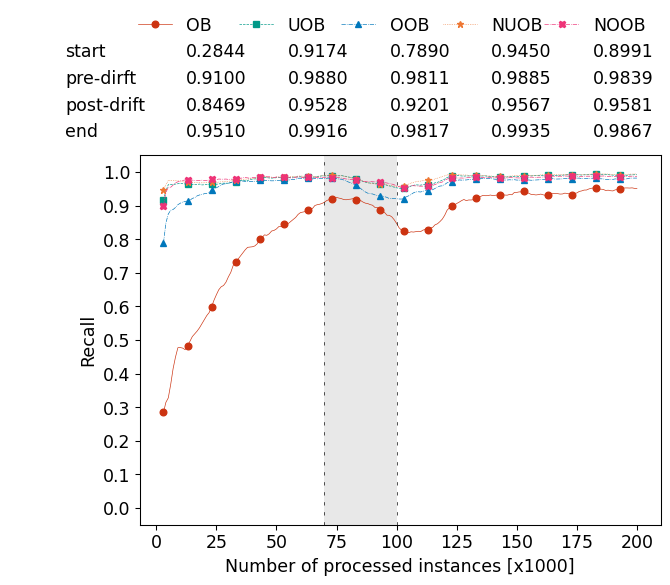 OB UOB OOB NUOB NOOB
start 0.2844 0.9174 0.7890 0.9450 0.8991
pre-dirft 0.9100 0.9880 0.9811 0.9885 0.9839
post-drift 0.8469 0.9528 0.9201 0.9567 0.9581
end 0.9510 0.9916 0.9817 0.9935 0.9867
1.0
0.9
0.8
0.7
0.6
0.5
0.4
0.3
0.2
0.1
0.0
Recall
0 25 50 75 100 125 150 175 200
Number of processed instances [x1000]